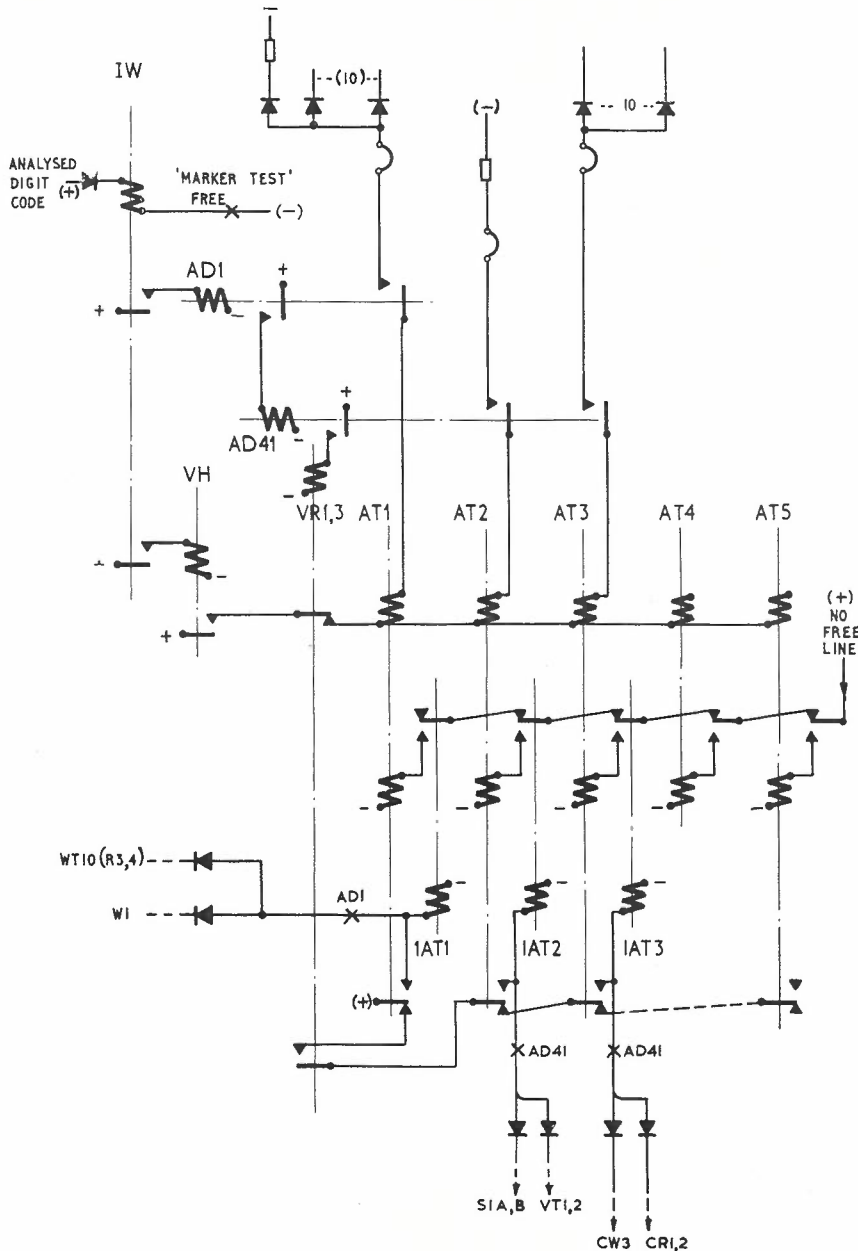 IW
--(10)--
-- 10 --
(-)
ANALYSED
DIGIT
CODE
(+)
'MARKER TEST'
FREE
(-)
AD1
+
+
-
+
AD41
-
VH
-
VR1,3
AT1
AT2
AT3
AT4
AT5
+
-
+
(+)
NO
FREE
LINE
-
-
-
-
-
WT10(R3,4)
W1
AD1
-
-
-
1AT1
1AT2
1AT3
(+)
AD41
AD41
S1A,B
VT1,2
CW3
CR1,2